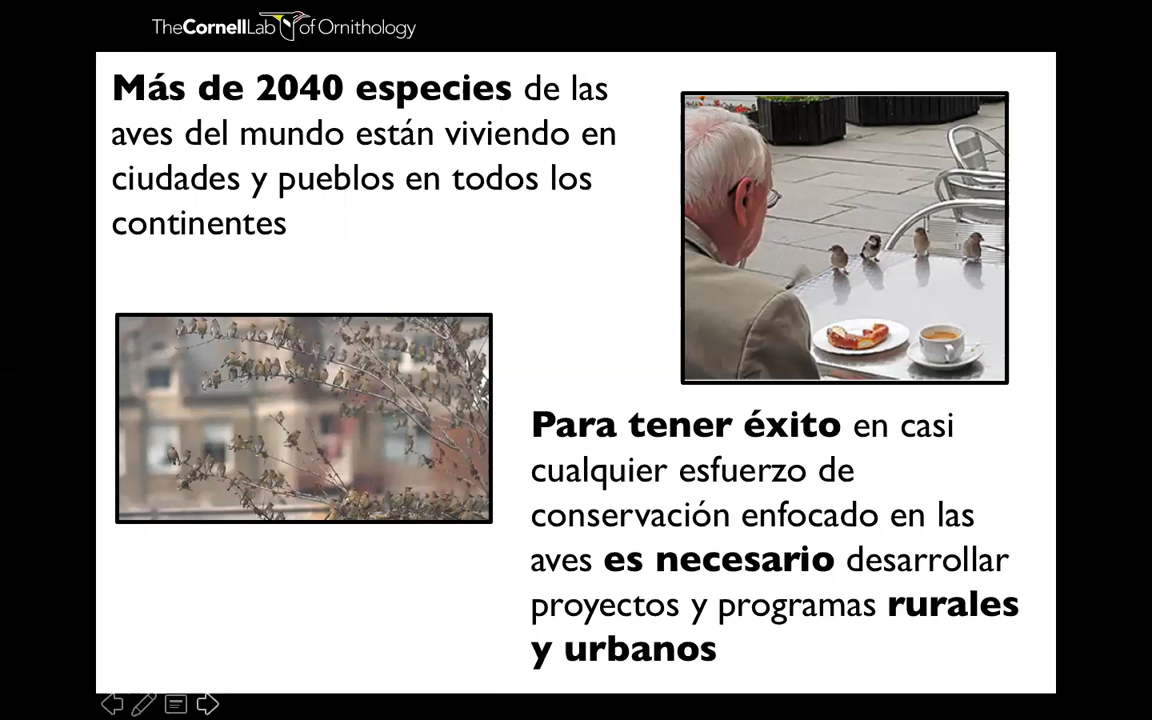 TheCornellLab of Ornithology
Más de 2040 especies de las
aves del mundo están viviendo en
ciudades y pueblos en todos los
continentes
Para tener éxito en casi
cualquier esfuerzo de
conservación enfocado en las
aves es necesario desarrollar
proyectos y programas rurales
y urbanos